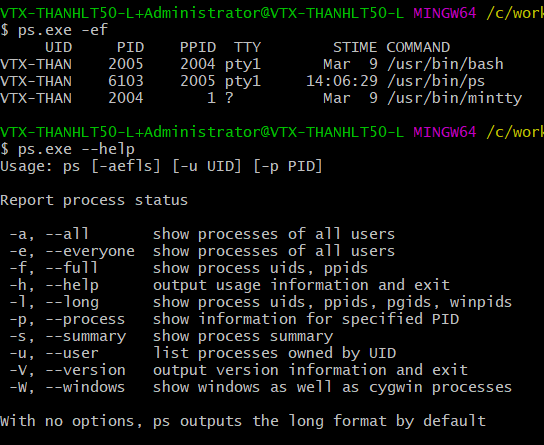 VTX-THANHLT50-L+Administrator@VTX-THANHLT50-L MINGW64 /c/work
$ ps.exe -ef
     UID     PID    PPID  TTY        STIME COMMAND
VTX-THAN    2005    2004 pty1       Mar  9 /usr/bin/bash
VTX-THAN    6103    2005 pty1     14:06:29 /usr/bin/ps
VTX-THAN    2004       1 ?          Mar  9 /usr/bin/mintty
VTX-THANHLT50-L+Administrator@VTX-THANHLT50-L MINGW64 /c/work
$ ps.exe --help
Usage: ps [-aefls] [-u UID] [-p PID]
Report process status
 -a, --all       show processes of all users
 -e, --everyone  show processes of all users
 -f, --full      show process uids, ppids
 -h, --help      output usage information and exit
 -l, --long      show process uids, ppids, pgids, winpids
 -p, --process   show information for specified PID
 -s, --summary   show process summary
 -u, --user      list processes owned by UID
 -V, --version   output version information and exit
 -W, --windows   show windows as well as cygwin processes
With no options, ps outputs the long format by default